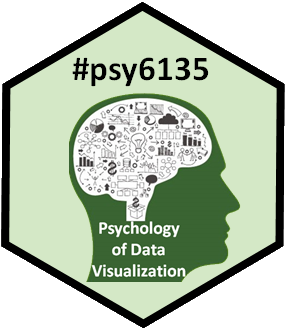 #psy6135
Psychology
of Data
Visualization